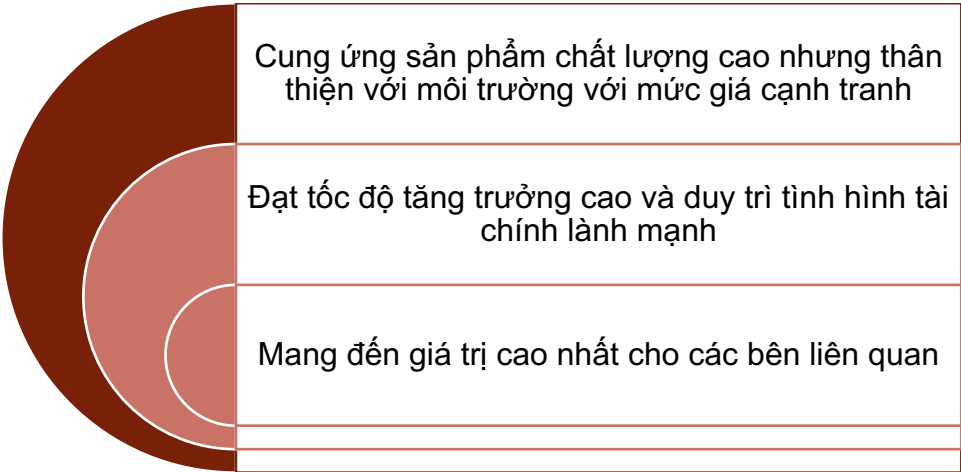 Cung ứng sản phẩm chất lượng cao nhưng thân
thiện với môi trường với mức giá cạnh tranh
Đạt tốc độ tăng trưởng cao và duy trì tình hình tài
chính lành mạnh
Mang đến giá trị cao nhất cho các bên liên quan